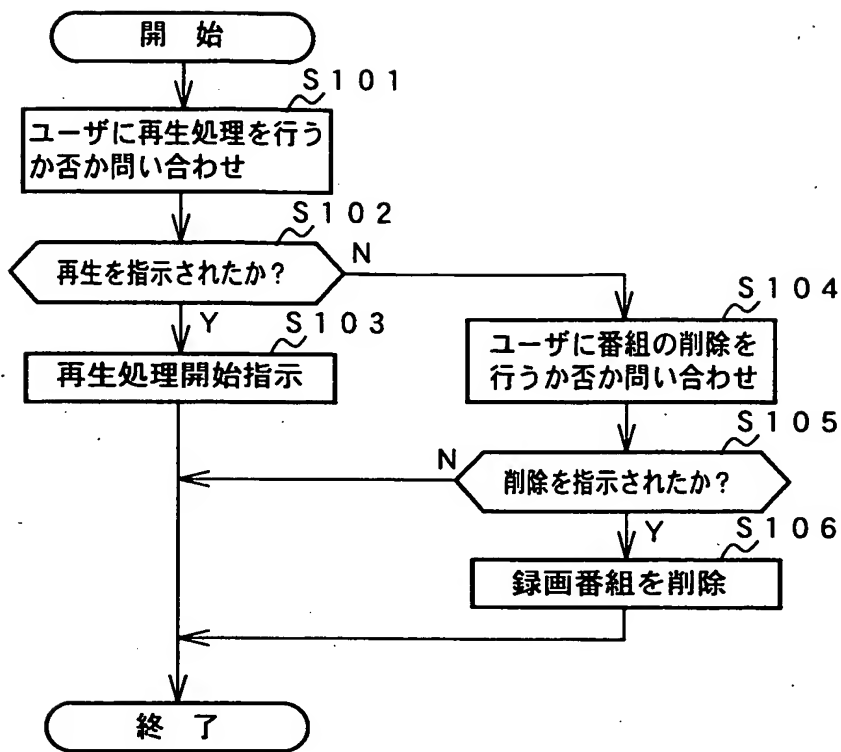 開 始
S101
ユーザに再生処理を行う
か否か問い合わせ
S102
再生を指示されたか?
N
Y
S103
再生処理開始指示
S104
ユーザに番組の削除を
行うか否か問い合わせ
S105
削除を指示されたか?
N
Y
S106
録画番組を削除
終 了